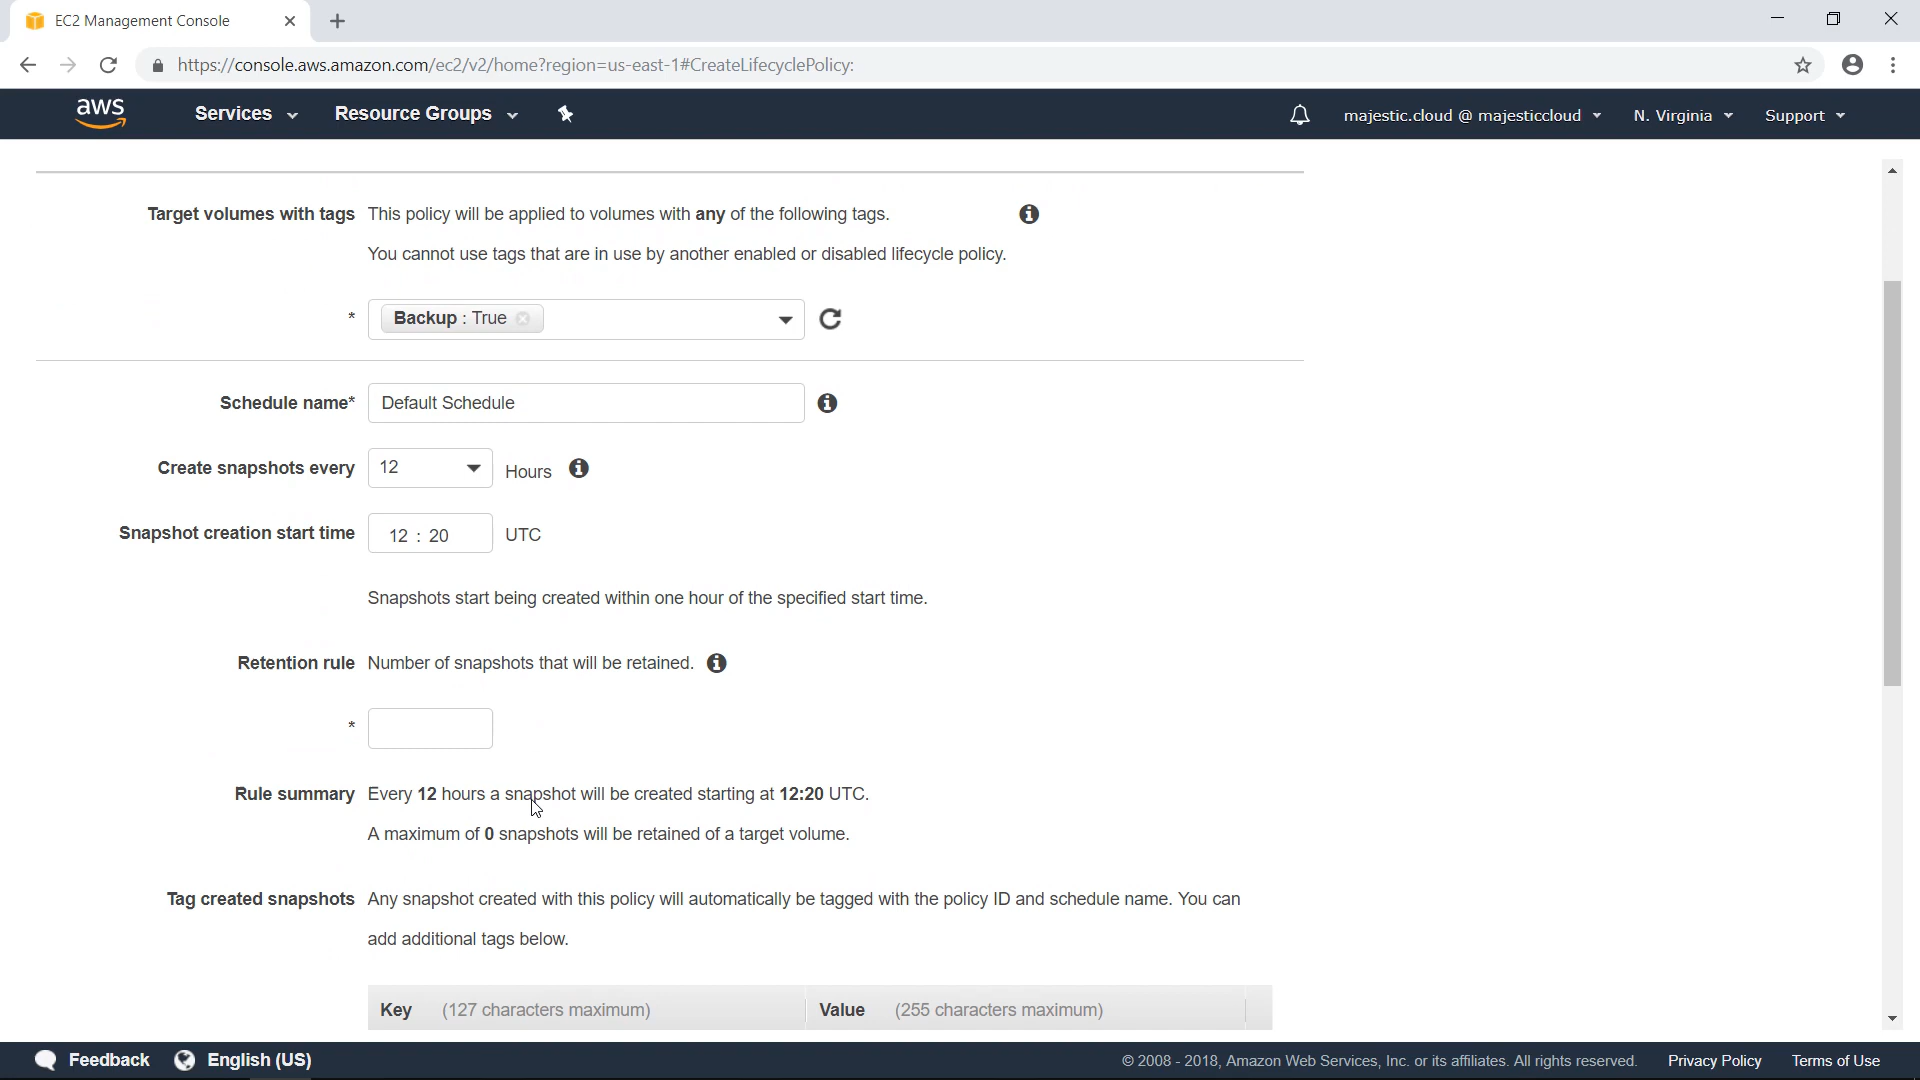 EC2 Management Console
https://console.aws.amazon.com/ec2/v2/home?region=us-east-1#CreateLifecyclePolicy:
aws Services Resource Groups majestic.cloud @ majesticcloud N. Virginia Support
Target volumes with tags This policy will be applied to volumes with any of the following tags.
You cannot use tags that are in use by another enabled or disabled lifecycle policy.
* Backup : True
Schedule name* Default Schedule
Create snapshots every 12 Hours
Snapshot creation start time 12 : 20 UTC
Snapshots start being created within one hour of the specified start time.
Retention rule Number of snapshots that will be retained.
*
Rule summary Every 12 hours a snapshot will be created starting at 12:20 UTC.
A maximum of 0 snapshots will be retained of a target volume.
Tag created snapshots Any snapshot created with this policy will automatically be tagged with the policy ID and schedule name. You can
add additional tags below.
Key (127 characters maximum) Value (255 characters maximum)
Feedback English (US) © 2008 - 2018, Amazon Web Services, Inc. or its affiliates. All rights reserved. Privacy Policy Terms of Use